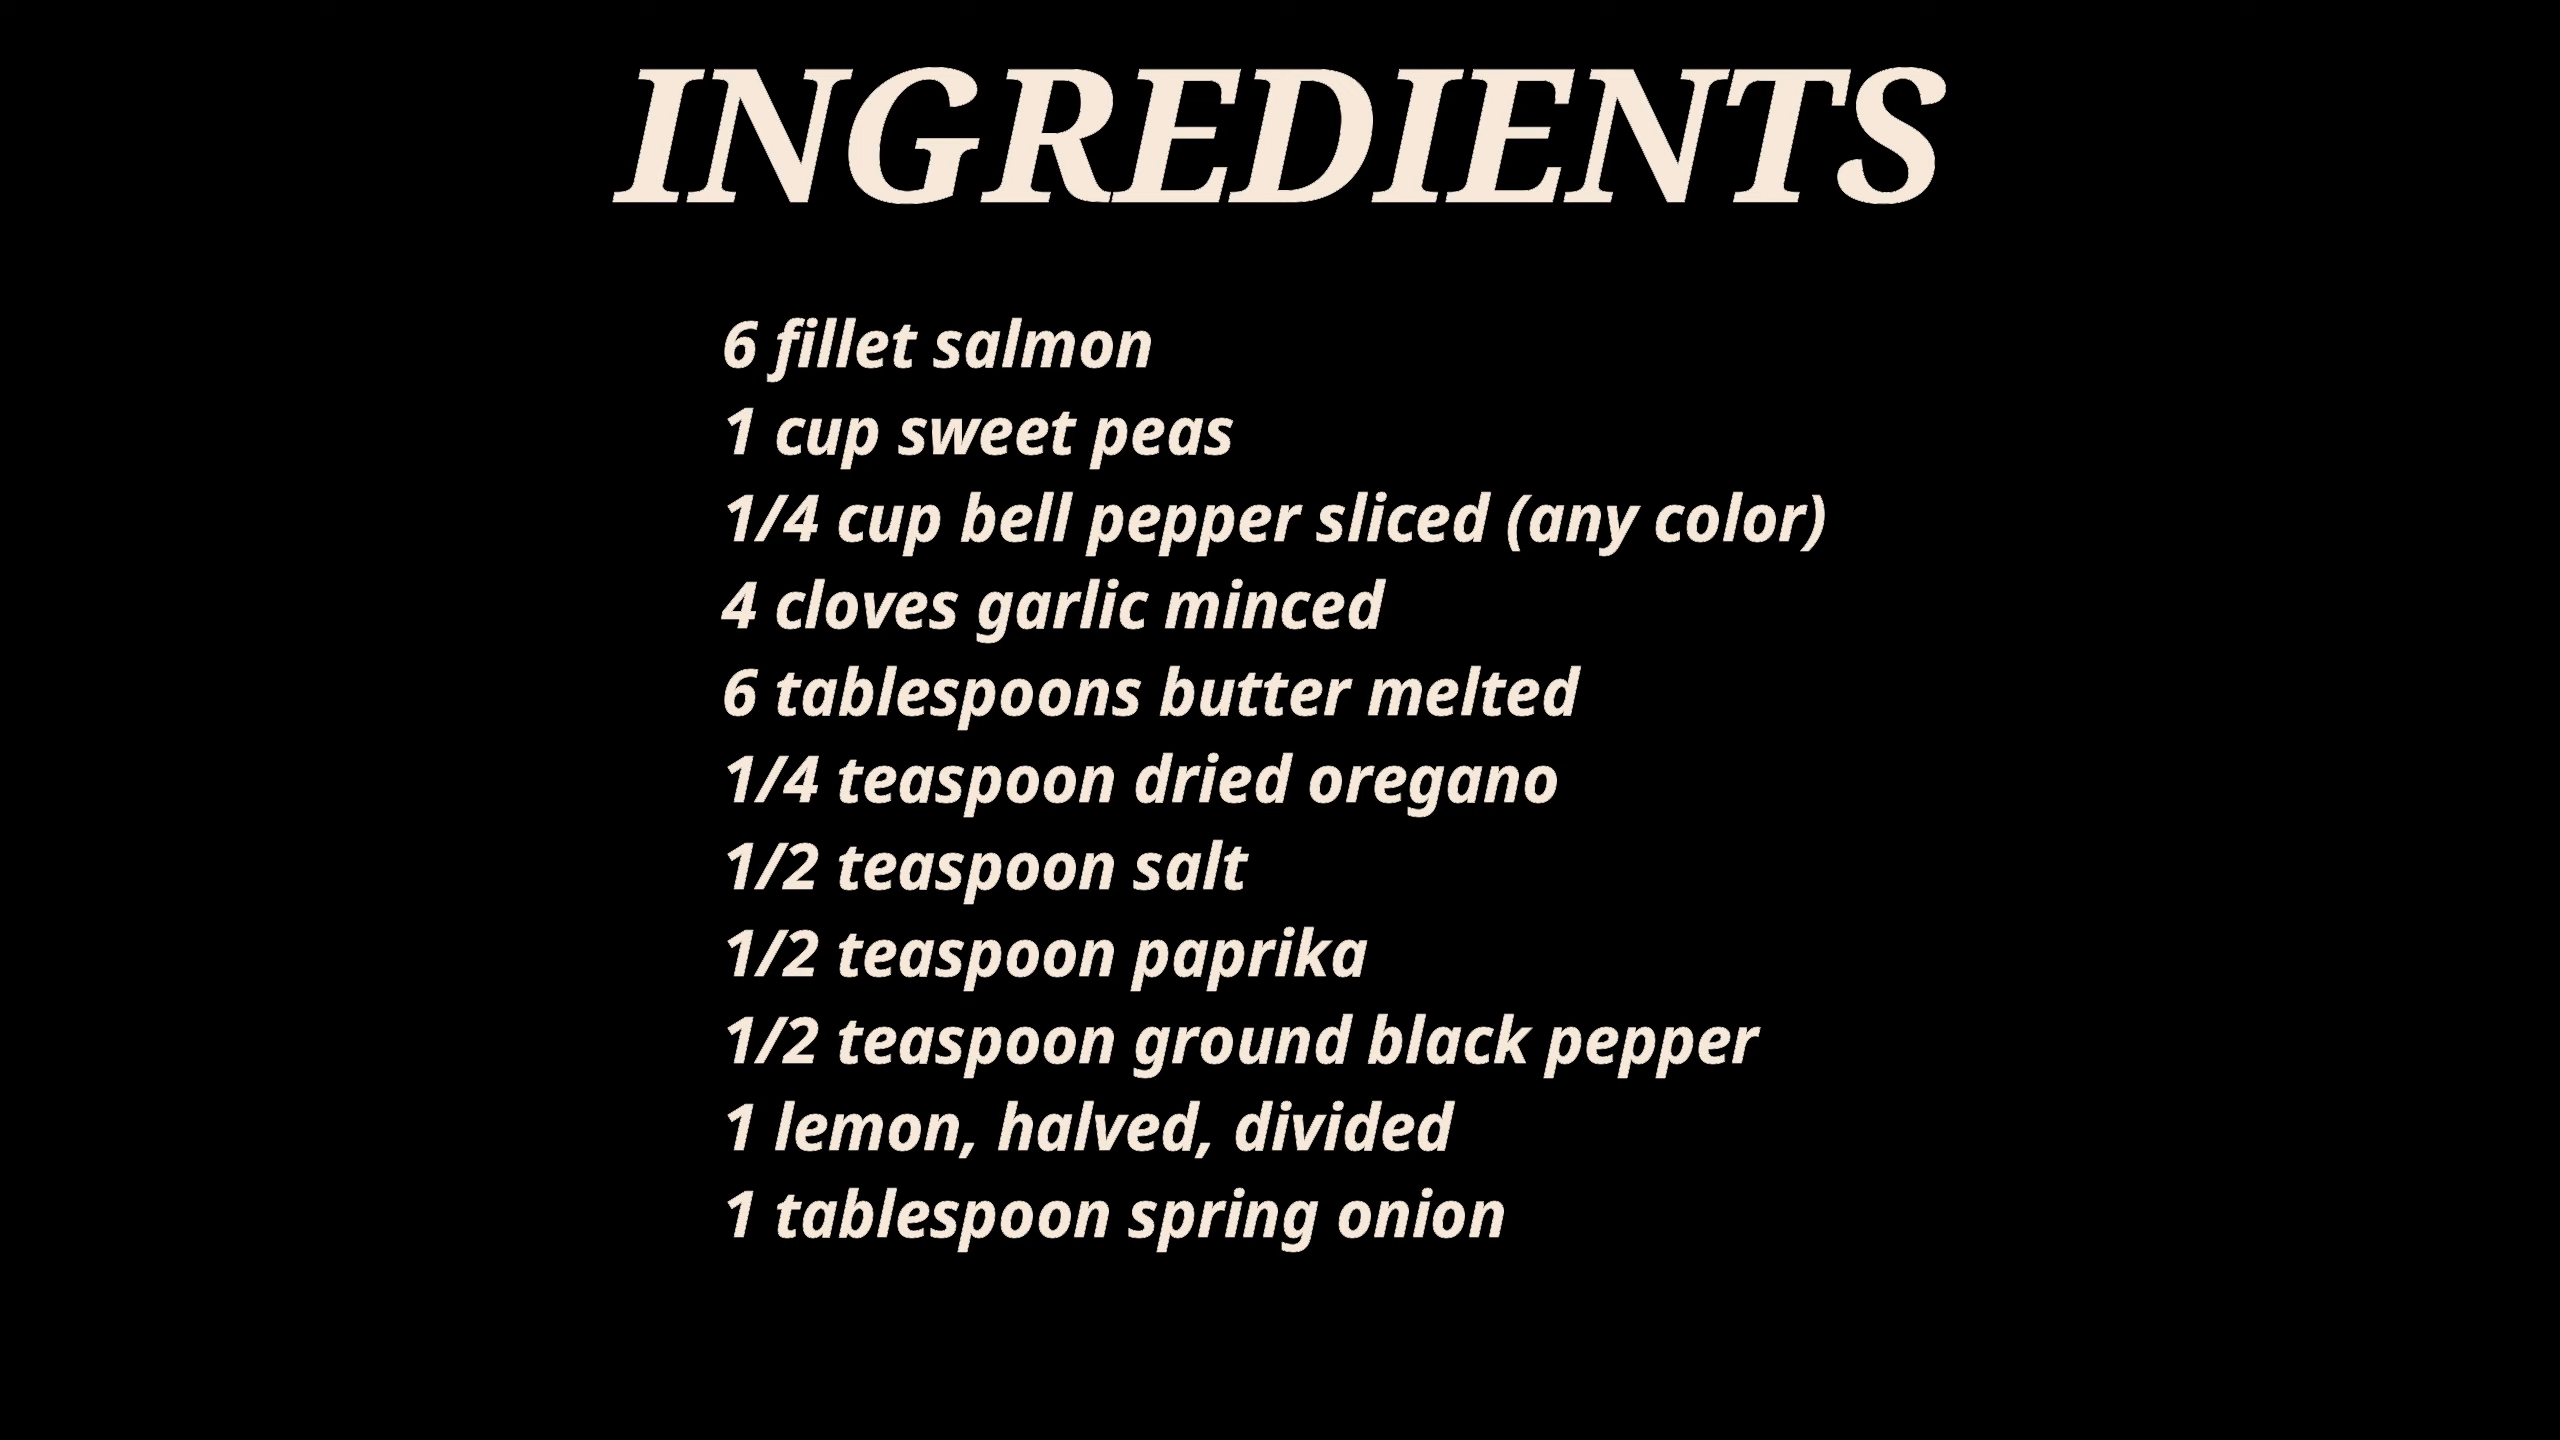 INGREDIENTS
6 fillet salmon
1 cup sweet peas
1/4 cup bell pepper sliced (any color)
4 cloves garlic minced
6 tablespoons butter melted
1/4 teaspoon dried oregano
1/2 teaspoon salt
1/2 teaspoon paprika
1/2 teaspoon ground black pepper
1 lemon, halved, divided
1 tablespoon spring onion